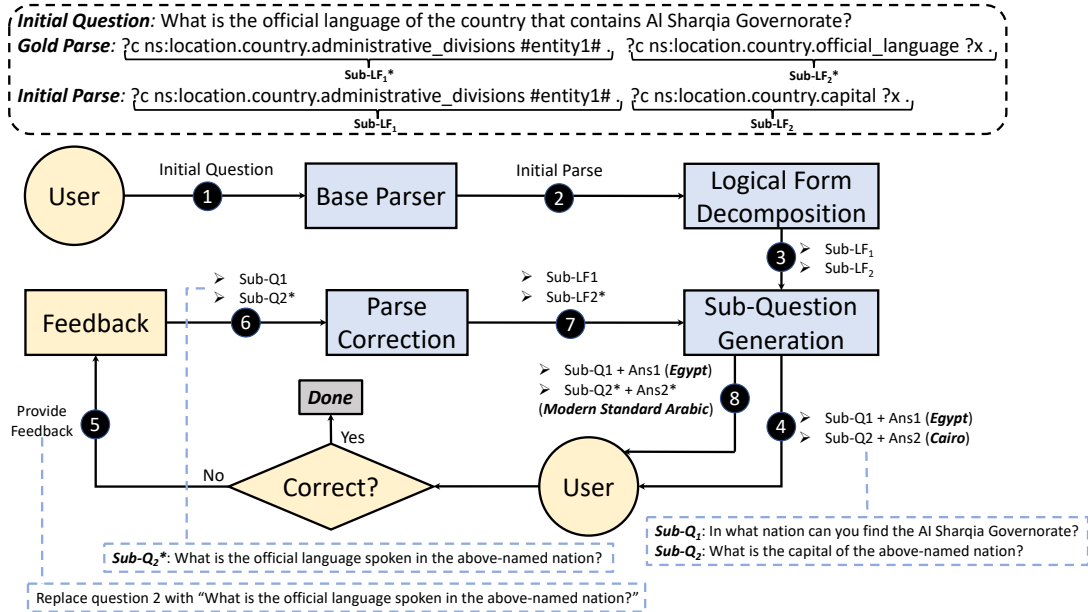 Initial Question: What is the official language of the country that contains Al Sharqia Governorate?
Gold Parse: ?c ns:location.country.administrative_divisions #entity1# . ?c ns:location.country.official_language ?x .
Sub-LF1* Sub-LF2*
Initial Parse: ?c ns:location.country.administrative_divisions #entity1# . ?c ns:location.country.capital ?x .
Sub-LF1 Sub-LF2
User
Initial Question
1
Base Parser
Initial Parse
2
Logical Form
Decomposition
3
➢ Sub-LF1
➢ Sub-LF2
Feedback
➢ Sub-Q1
➢ Sub-Q2*
6
Parse
Correction
➢ Sub-LF1
➢ Sub-LF2*
7
Sub-Question
Generation
➢ Sub-Q1 + Ans1 (Egypt)
➢ Sub-Q2* + Ans2*
(Modern Standard Arabic)
8
4
➢ Sub-Q1 + Ans1 (Egypt)
➢ Sub-Q2 + Ans2 (Cairo)
Provide
Feedback
5
Done
Yes
No
Correct?
User
Sub-Q1: In what nation can you find the Al Sharqia Governorate?
Sub-Q2: What is the capital of the above-named nation?
Sub-Q2*: What is the official language spoken in the above-named nation?
Replace question 2 with “What is the official language spoken in the above-named nation?”